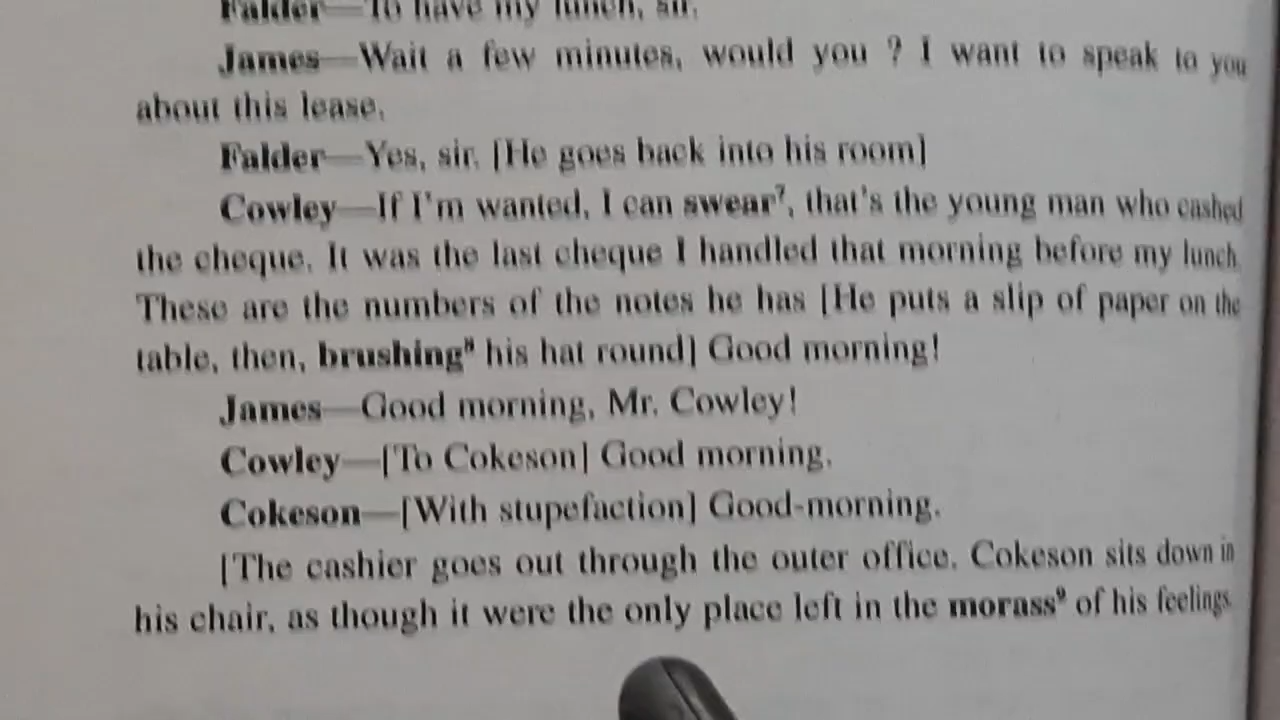 Falder—To have my lunch, sir.
James—Wait a few minutes, would you ? I want to speak to you
about this lease.
Falder—Yes, sir. [He goes back into his room]
Cowley—If I'm wanted, I can swear⁷, that's the young man who cashed
the cheque. It was the last cheque I handled that morning before my lunch.
These are the numbers of the notes he has [He puts a slip of paper on the
table, then, brushing⁸ his hat round] Good morning!
James—Good morning, Mr. Cowley!
Cowley—[To Cokeson] Good morning.
Cokeson—[With stupefaction] Good-morning.
[The cashier goes out through the outer office. Cokeson sits down in
his chair, as though it were the only place left in the morass⁹ of his feelings.